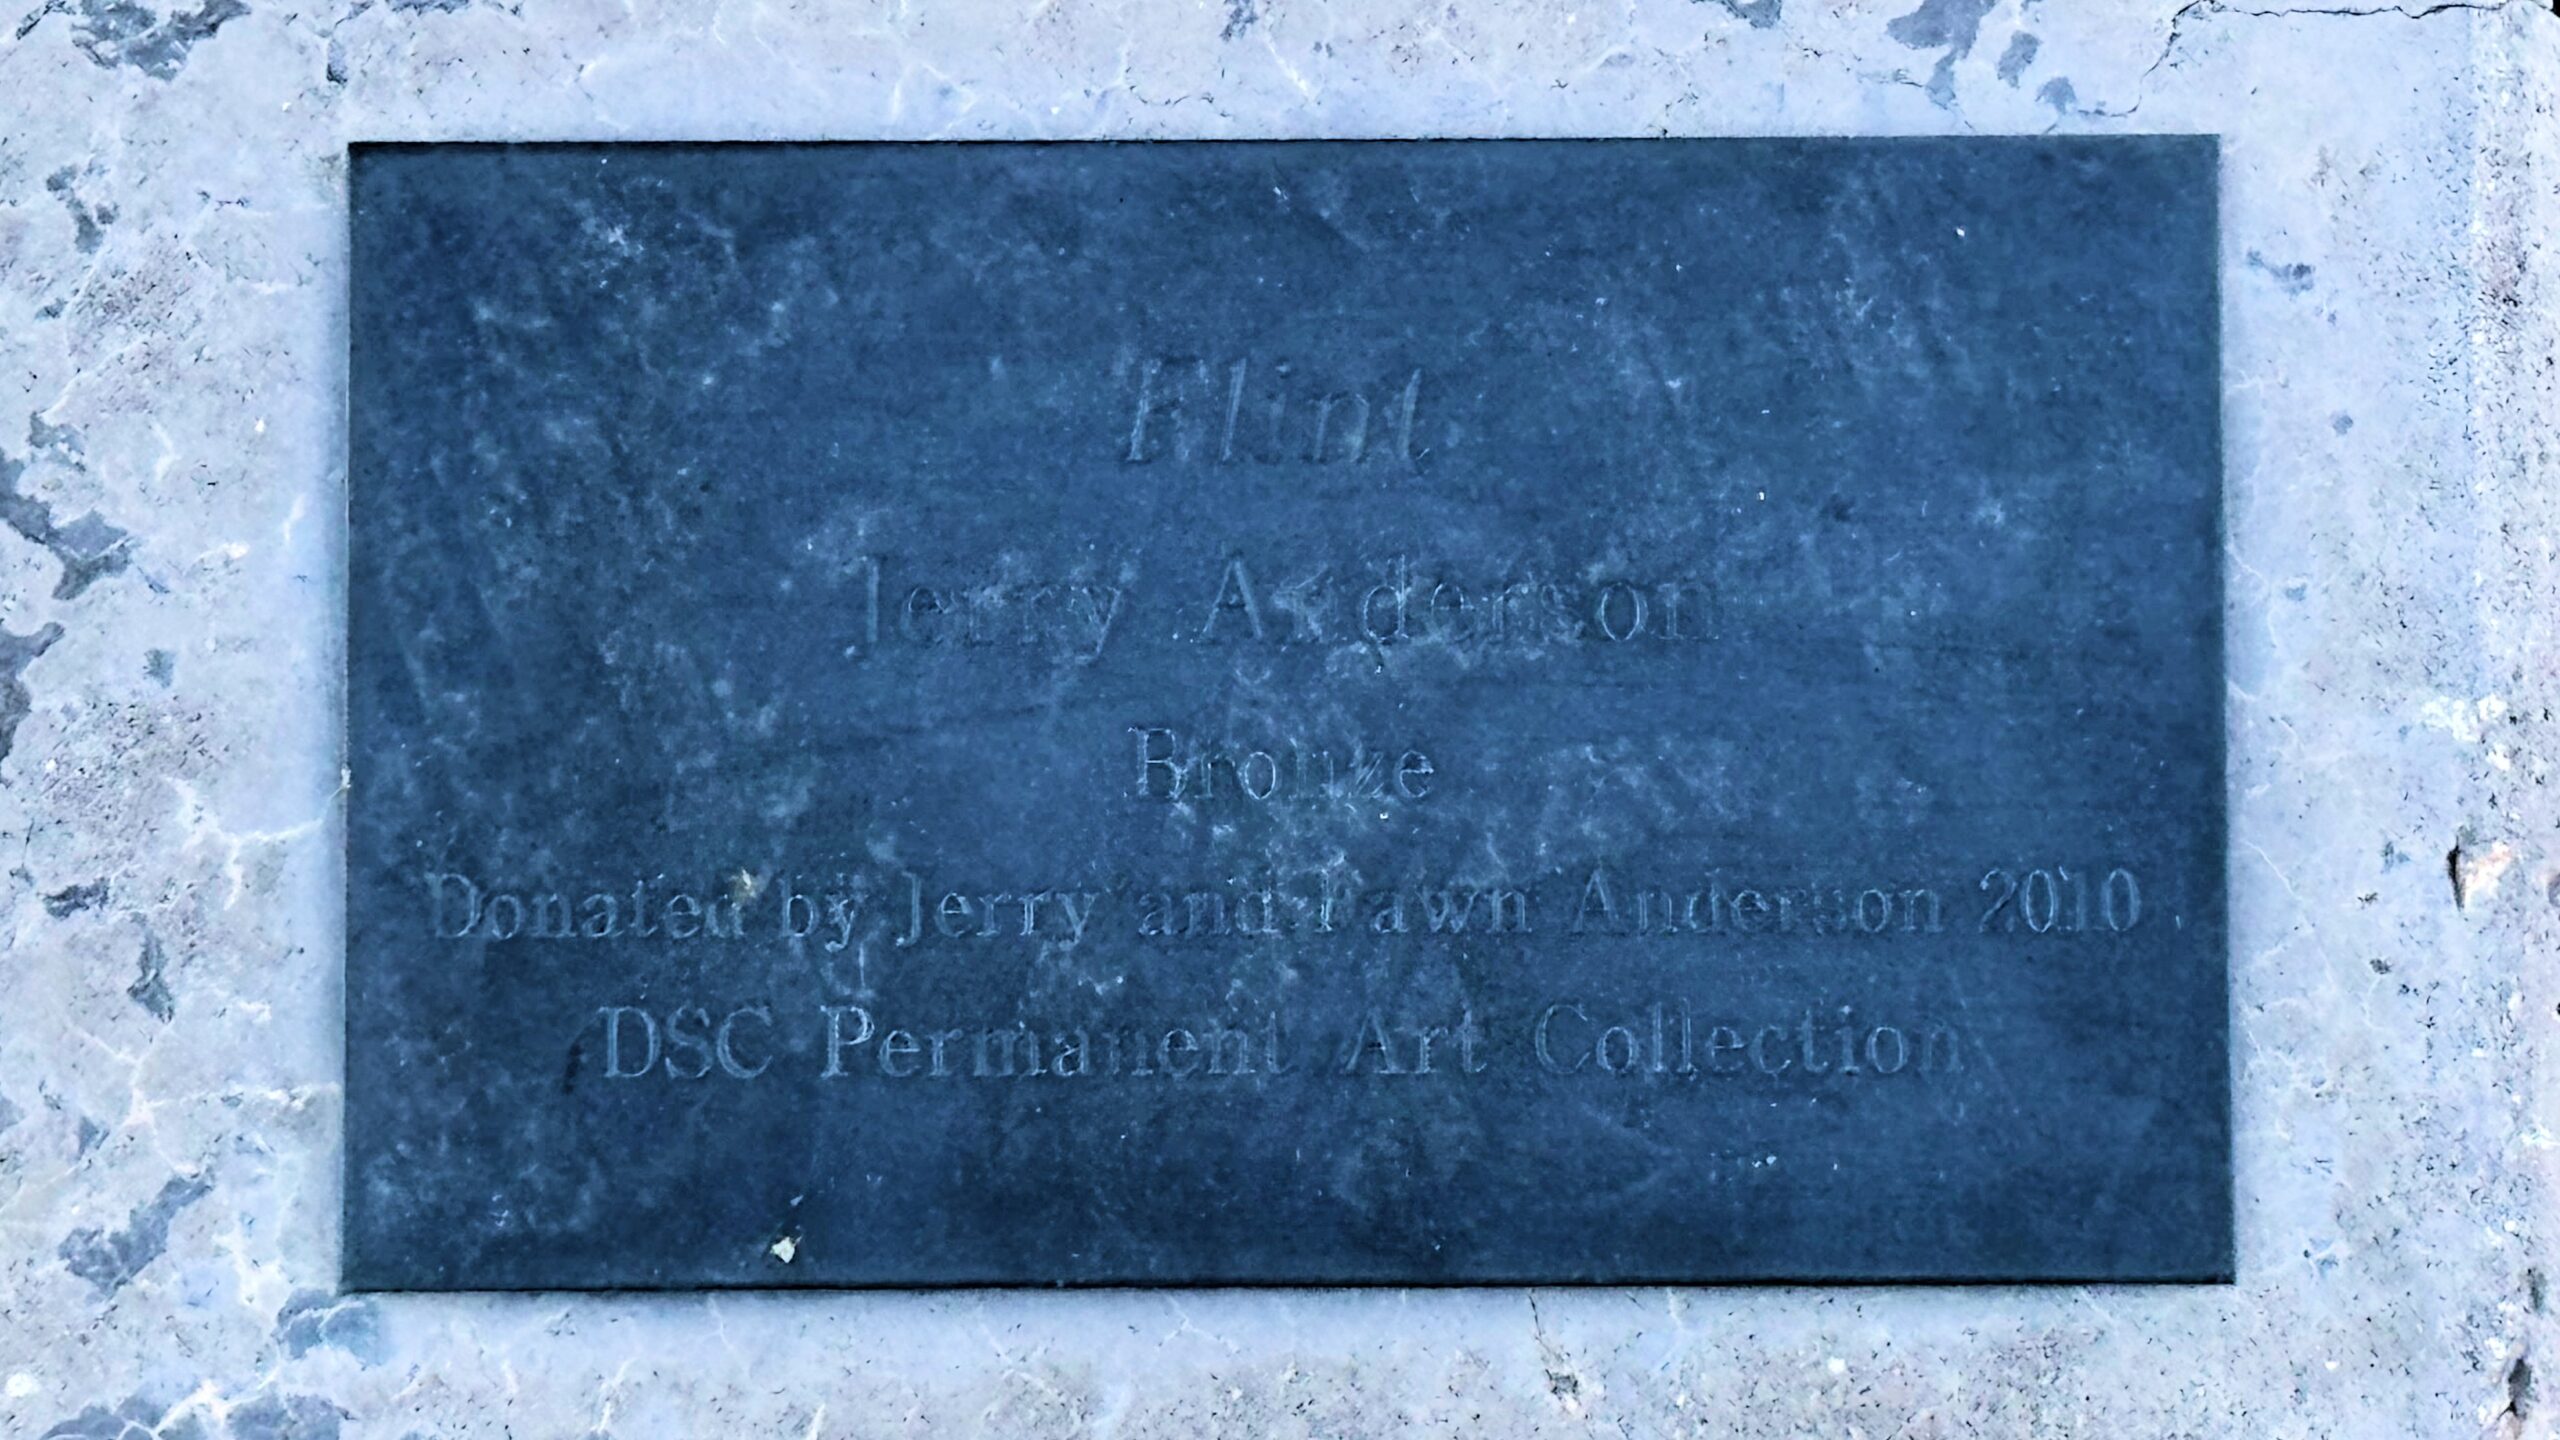 Flint
Jerry Anderson
Bronze
Donated by Jerry and Fawn Anderson 2010
DSC Permanent Art Collection